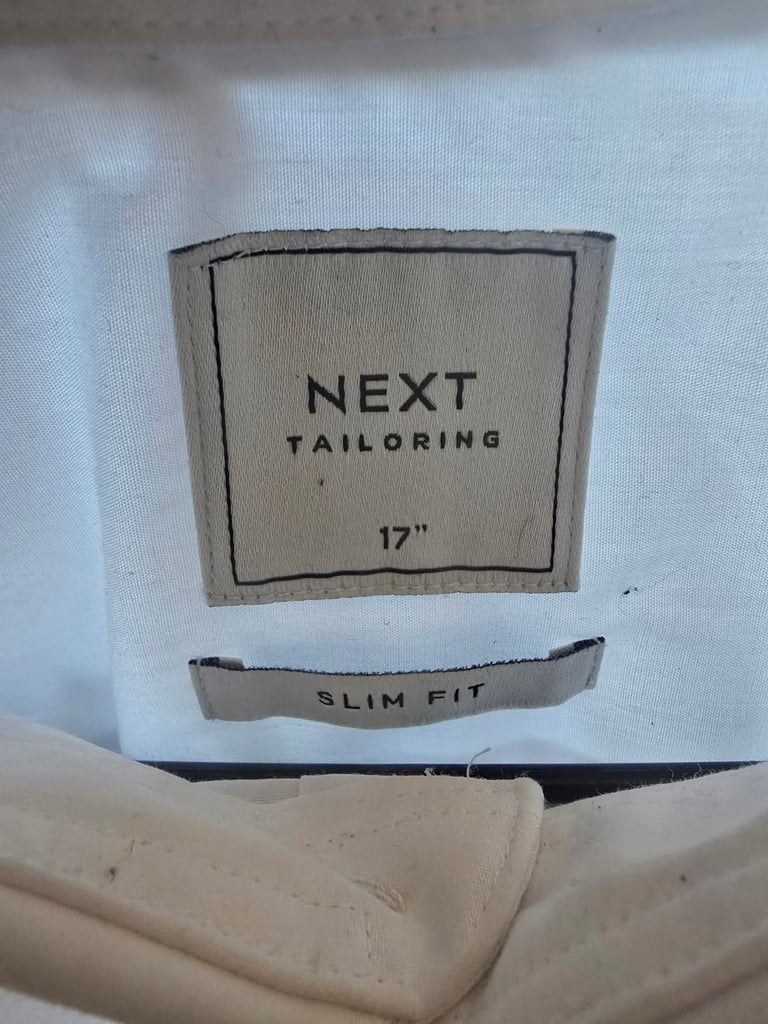 NEXT
TAILORING
17"
SLIM FIT